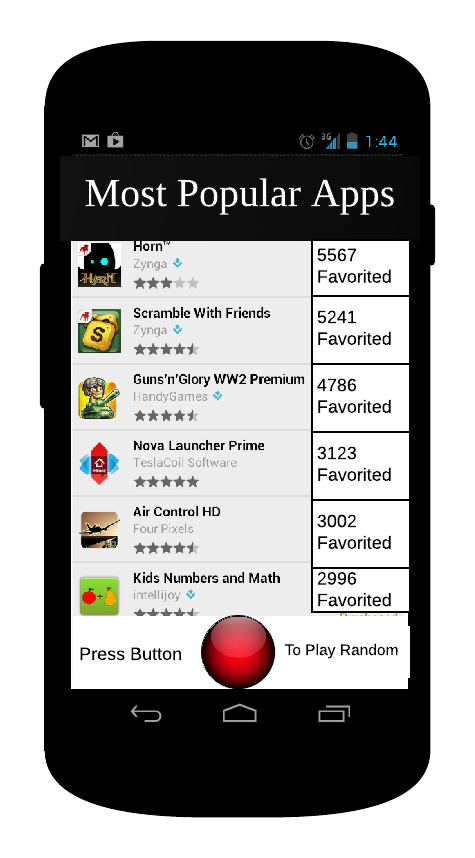 3G
1:44
Most Popular Apps
Horn™
Zynga
5567
Favorited
HORN
Scramble With Friends
Zynga
5241
Favorited
S
Guns'n'Glory WW2 Premium
HandyGames
4786
Favorited
Nova Launcher Prime
TeslaCoil Software
3123
Favorited
Air Control HD
Four Pixels
3002
Favorited
Kids Numbers and Math
intellijoy
2996
Favorited
Press Button
To Play Random